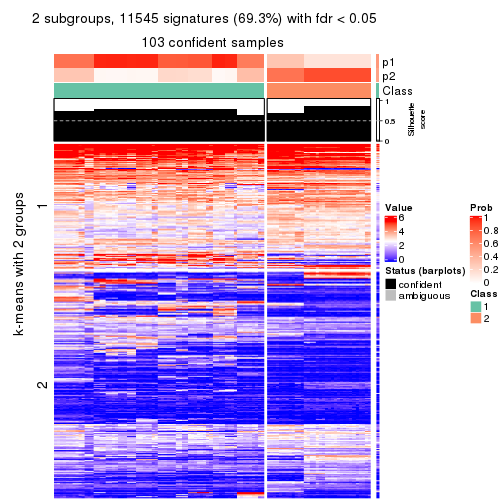 2 subgroups, 11545 signatures (69.3%) with fdr < 0.05
103 confident samples
p1
p2
Class
1
0.5
0
Silhouette
score
k-means with 2 groups
1
2
Value
6
4
2
0
Status (barplots)
confident
ambiguous
Prob
1
0.8
0.6
0.4
0.2
0
Class
1
2